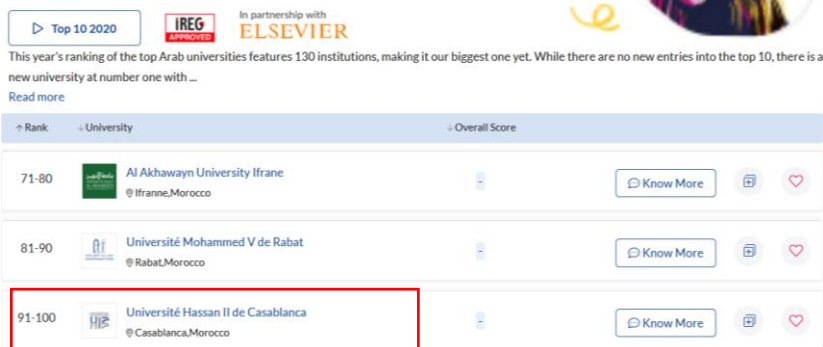 Top 10 2020
IREG
APPROVED
In partnership with
ELSEVIER
This year's ranking of the top Arab universities features 130 institutions, making it our biggest one yet. While there are no new entries into the top 10, there is a
new university at number one with ...
Read more
↑ Rank ↓ University ↓ Overall Score
71-80 Al Akhawayn University Ifrane - Know More
Ifranne,Morocco
81-90 Université Mohammed V de Rabat - Know More
Rabat,Morocco
91-100 Université Hassan II de Casablanca - Know More
Casablanca,Morocco